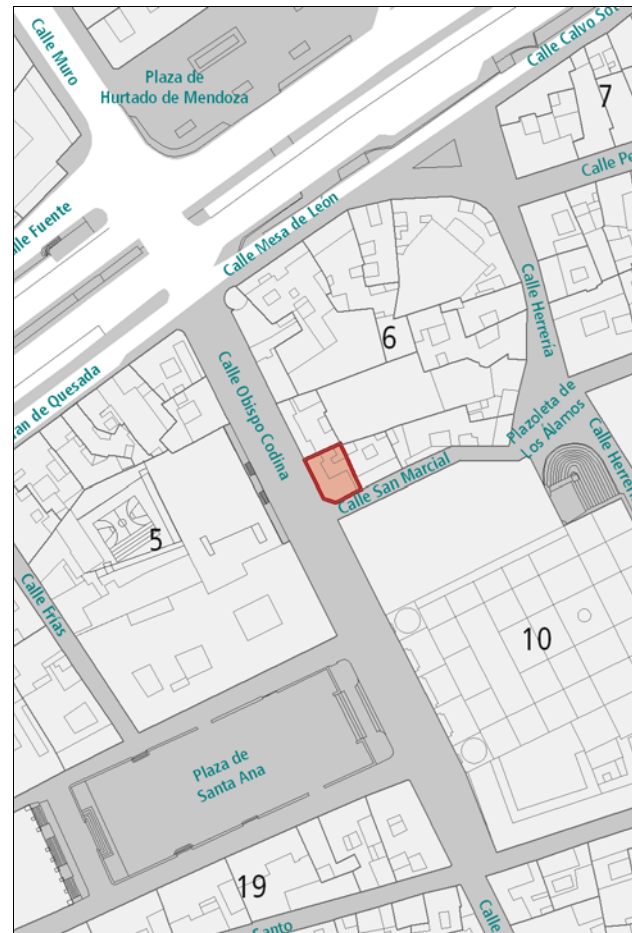 Calle Muro
Plaza de
Hurtado de Mendoza
Calle Calvo Sot
7
Calle Pe
Calle Fuente
Calle Mesa de Leon
Calle Herrería
6
Calle Obispo Codina
an de Quesada
Plazoleta de
Los Álamos
Calle Herrer
Calle San Marcial
5
Calle Frías
10
Plaza de
Santa Ana
19
Santo
Calle